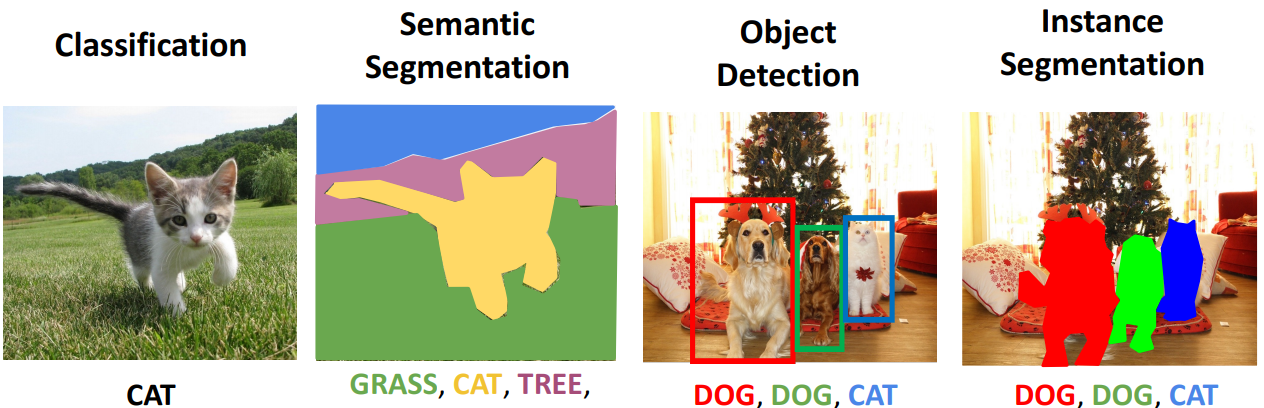 Classification
Semantic
Segmentation
Object
Detection
Instance
Segmentation
CAT
GRASS, CAT, TREE,
DOG, DOG, CAT
DOG, DOG, CAT